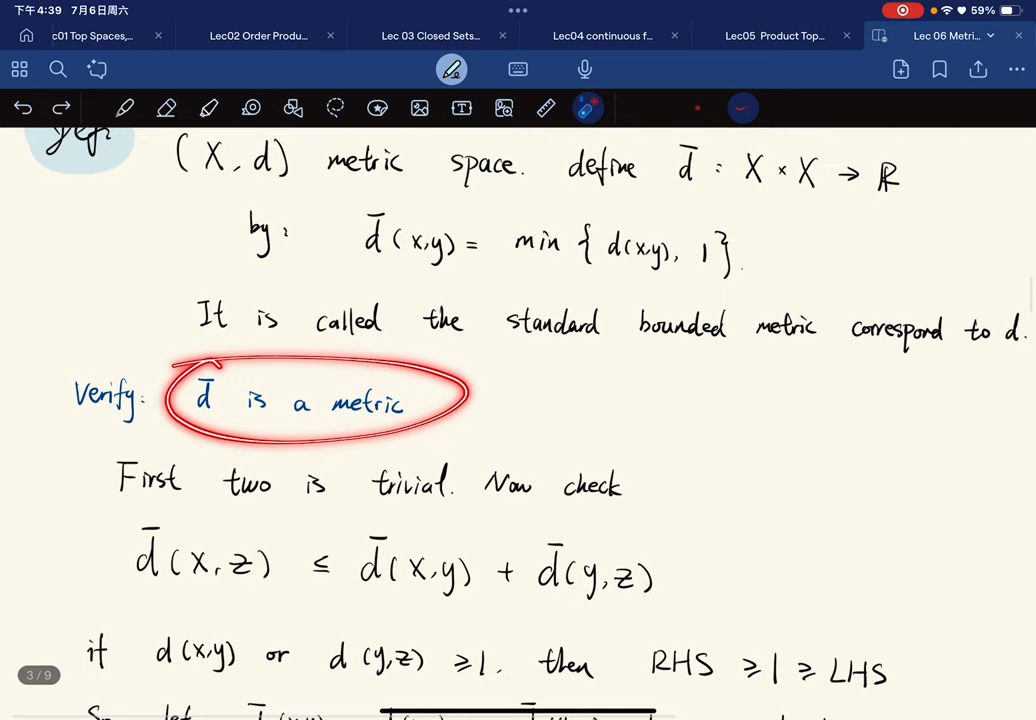 下午4:39 7月6日周六
59%
c01 Top Spaces,...
Lec02 Order Produ...
Lec 03 Closed Sets...
Lec04 continuous f...
Lec05 Product Top...
Lec 06 Metri...
Def:
(X, d) metric space. define d̄ : X × X → ℝ
by: d̄(x,y) = min { d(x,y), 1 }.
It is called the standard bounded metric correspond to d.
Verify: d̄ is a metric
First two is trivial. Now check
d̄(x, z) ≤ d̄(x,y) + d̄(y,z)
if d(x,y) or d(y,z) ≥ 1, then RHS ≥ 1 ≥ LHS
3 / 9
So let